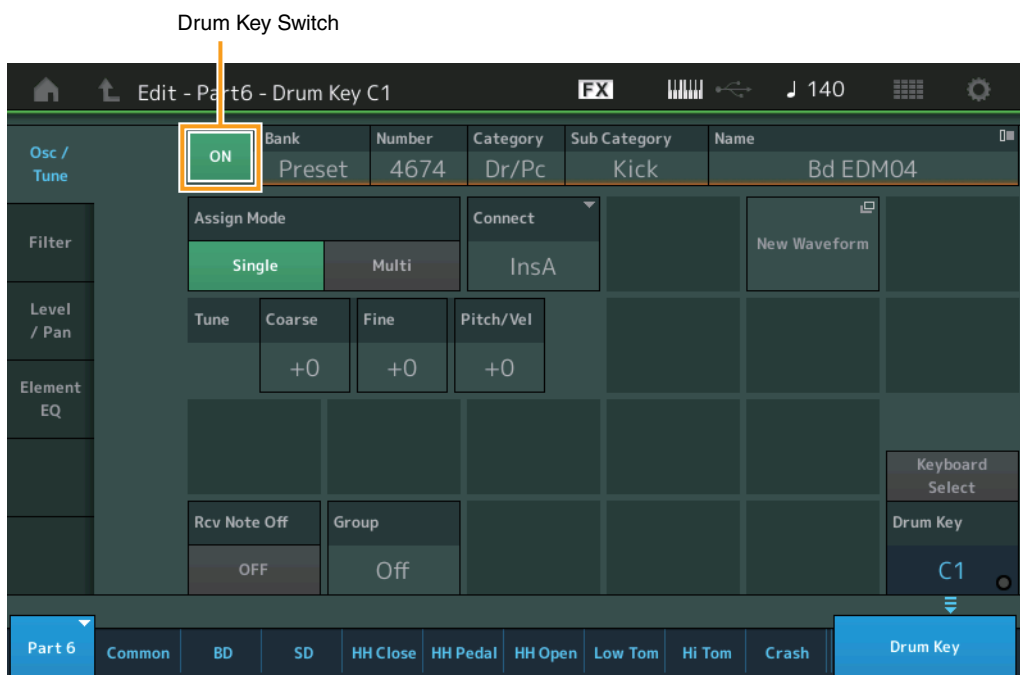 Drum Key Switch
Edit - Part6 - Drum Key C1
FX
140
Osc /
Tune
ON
Bank
Preset
Number
4674
Category
Dr/Pc
Sub Category
Kick
Name
Bd EDM04
Filter
Assign Mode
Single
Multi
Connect
InsA
New Waveform
Level
/ Pan
Tune
Coarse
+0
Fine
+0
Pitch/Vel
+0
Element
EQ
Keyboard
Select
Rcv Note Off
OFF
Group
Off
Drum Key
C1
Part 6
Common
BD
SD
HH Close
HH Pedal
HH Open
Low Tom
Hi Tom
Crash
Drum Key